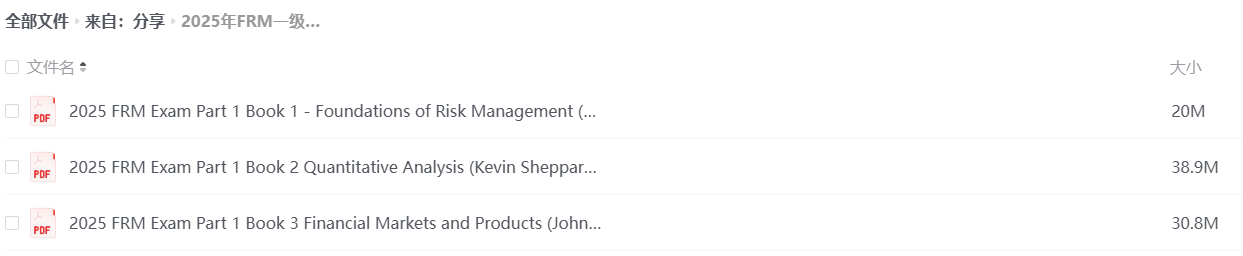 全部文件 ▸ 来自：分享 ▸ 2025年FRM一级...
文件名 大小
PDF 2025 FRM Exam Part 1 Book 1 - Foundations of Risk Management (... 20M
PDF 2025 FRM Exam Part 1 Book 2 Quantitative Analysis (Kevin Sheppar... 38.9M
PDF 2025 FRM Exam Part 1 Book 3 Financial Markets and Products (John... 30.8M